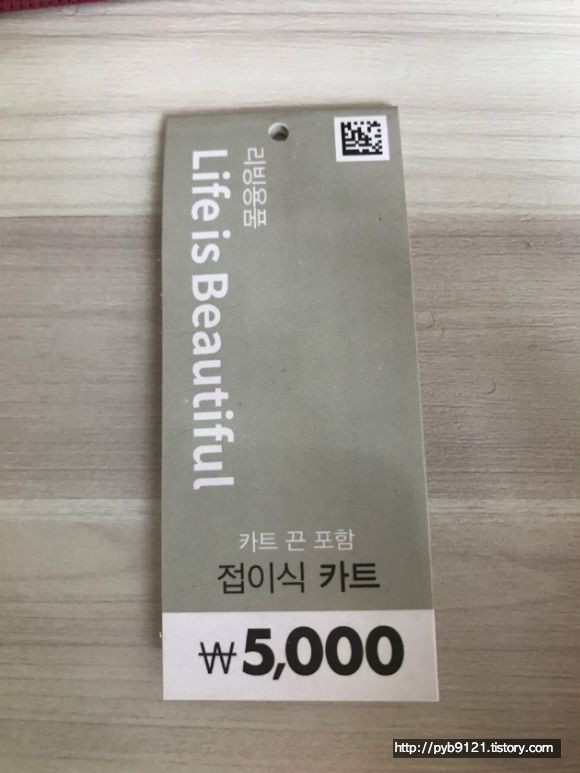 리빙용품
Life is Beautiful
카트 끈 포함
접이식 카트
₩5,000
http://pyb9121.tistory.com